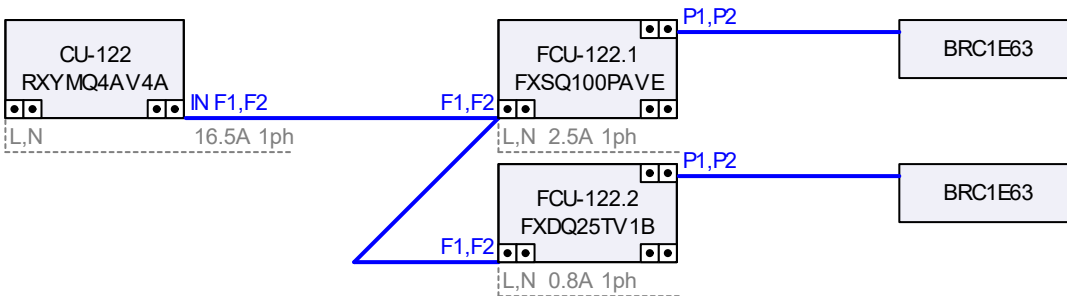 CU-122
RXYMQ4AV4A
IN F1,F2
L,N 16.5A 1ph
P1,P2
FCU-122.1
FXSQ100PAVE
F1,F2
L,N 2.5A 1ph
BRC1E63
P1,P2
FCU-122.2
FXDQ25TV1B
F1,F2
L,N 0.8A 1ph
BRC1E63